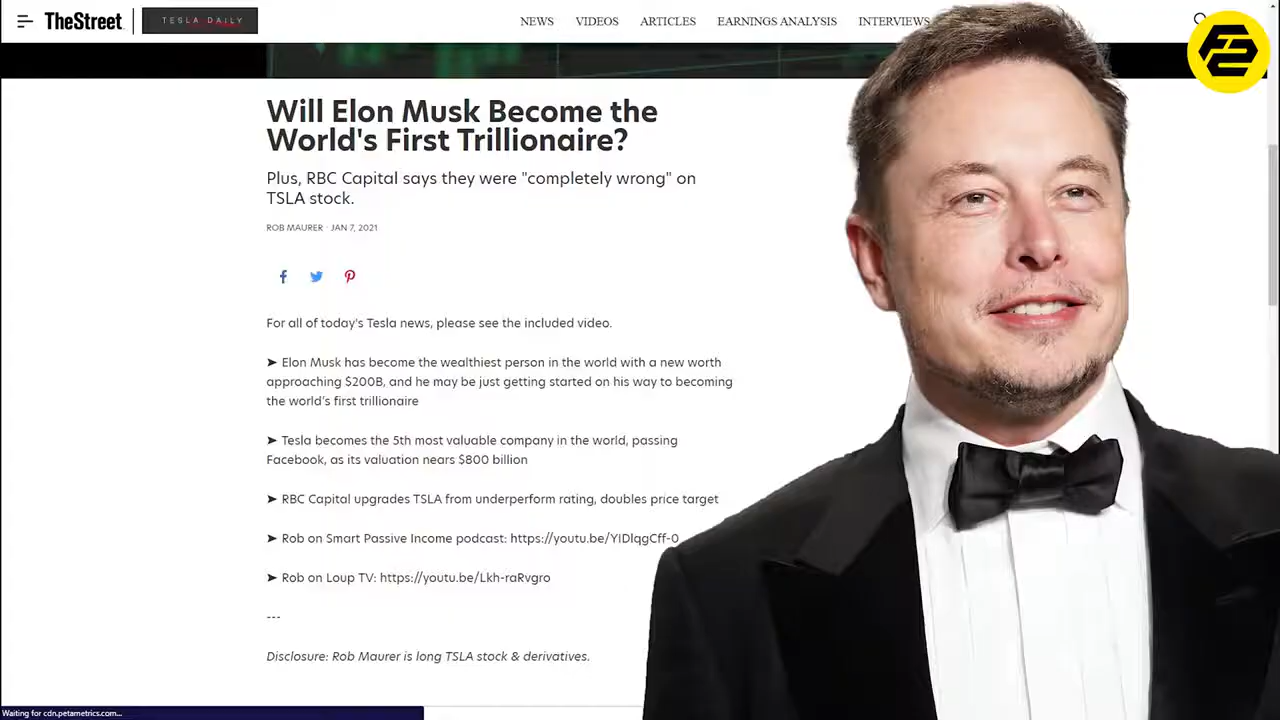 TheStreet
TESLA DAILY
NEWS VIDEOS ARTICLES EARNINGS ANALYSIS INTERVIEWS
Will Elon Musk Become the
World's First Trillionaire?
Plus, RBC Capital says they were "completely wrong" on
TSLA stock.
ROB MAURER · JAN 7, 2021
For all of today's Tesla news, please see the included video.
➤ Elon Musk has become the wealthiest person in the world with a new worth
approaching $200B, and he may be just getting started on his way to becoming
the world's first trillionaire
➤ Tesla becomes the 5th most valuable company in the world, passing
Facebook, as its valuation nears $800 billion
➤ RBC Capital upgrades TSLA from underperform rating, doubles price target
➤ Rob on Smart Passive Income podcast: https://youtu.be/YIDlqgCff-0
➤ Rob on Loup TV: https://youtu.be/Lkh-raRvgro
---
Disclosure: Rob Maurer is long TSLA stock & derivatives.
Waiting for cdn.petametrics.com...